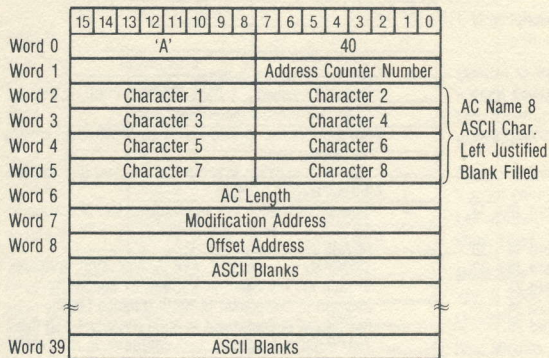 15 14 13 12 11 10 9 8 7 6 5 4 3 2 1 0
Word 0 ‘A’ 40
Word 1 Address Counter Number
Word 2 Character 1 Character 2
Word 3 Character 3 Character 4
Word 4 Character 5 Character 6
Word 5 Character 7 Character 8
AC Name 8
ASCII Char.
Left Justified
Blank Filled
Word 6 AC Length
Word 7 Modification Address
Word 8 Offset Address
ASCII Blanks
Word 39 ASCII Blanks